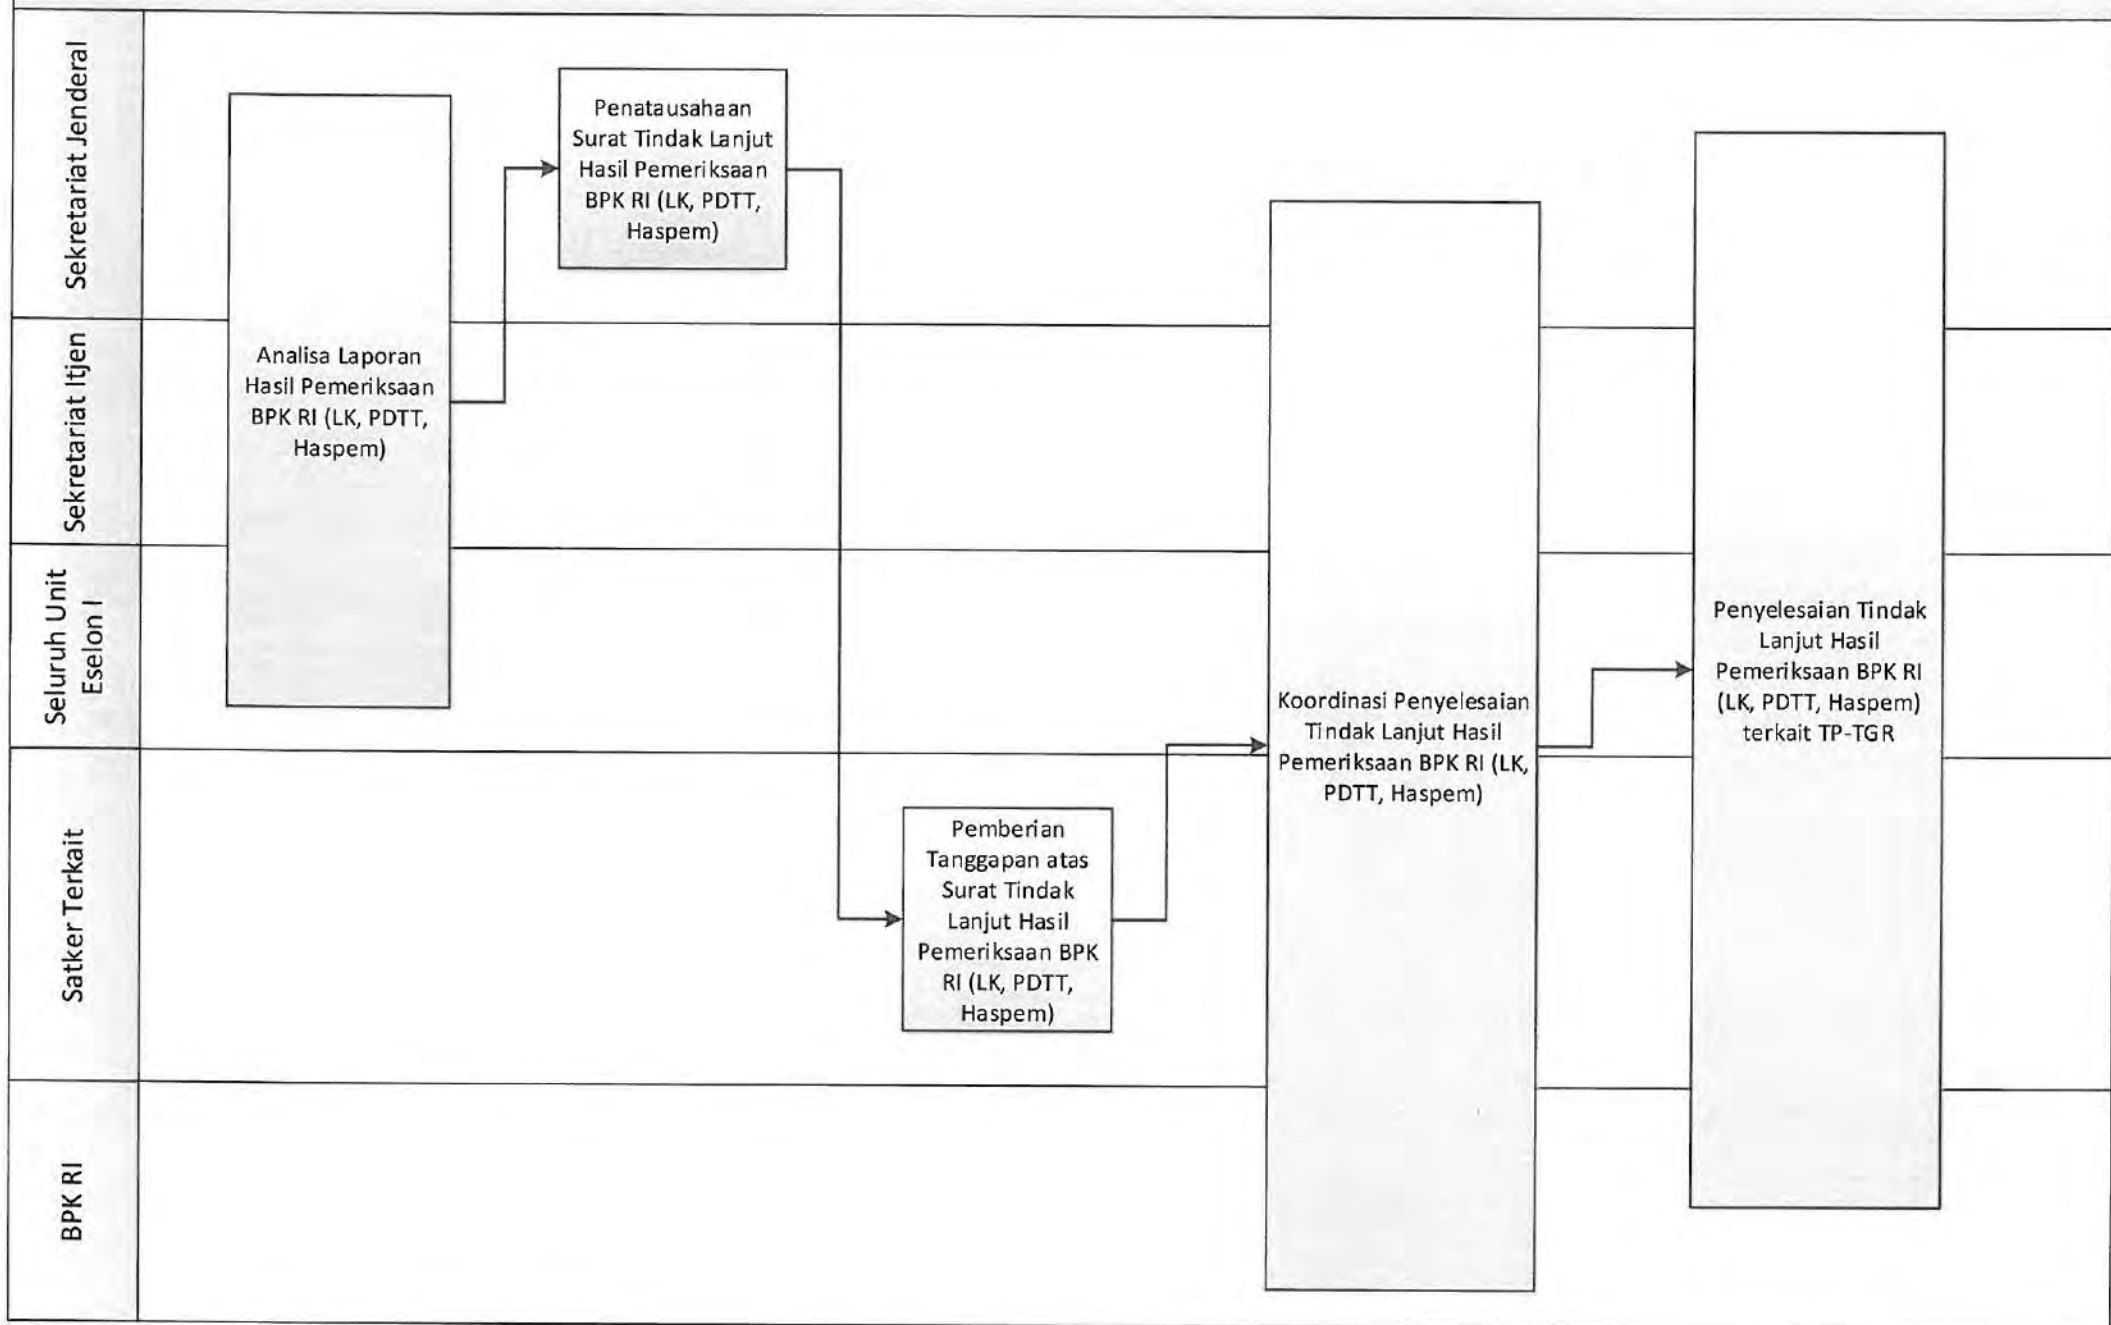 Sekretariat Jenderal
Sekretariat Itjen
Seluruh Unit
Eselon I
Satker Terkait
BPK RI
Analisa Laporan
Hasil Pemeriksaan
BPK RI (LK, PDTT,
Haspem)
Penatausahaan
Surat Tindak Lanjut
Hasil Pemeriksaan
BPK RI (LK, PDTT,
Haspem)
Pemberian
Tanggapan atas
Surat Tindak
Lanjut Hasil
Pemeriksaan BPK
RI (LK, PDTT,
Haspem)
Koordinasi Penyelesaian
Tindak Lanjut Hasil
Pemeriksaan BPK RI (LK,
PDTT, Haspem)
Penyelesaian Tindak
Lanjut Hasil
Pemeriksaan BPK RI
(LK, PDTT, Haspem)
terkait TP-TGR